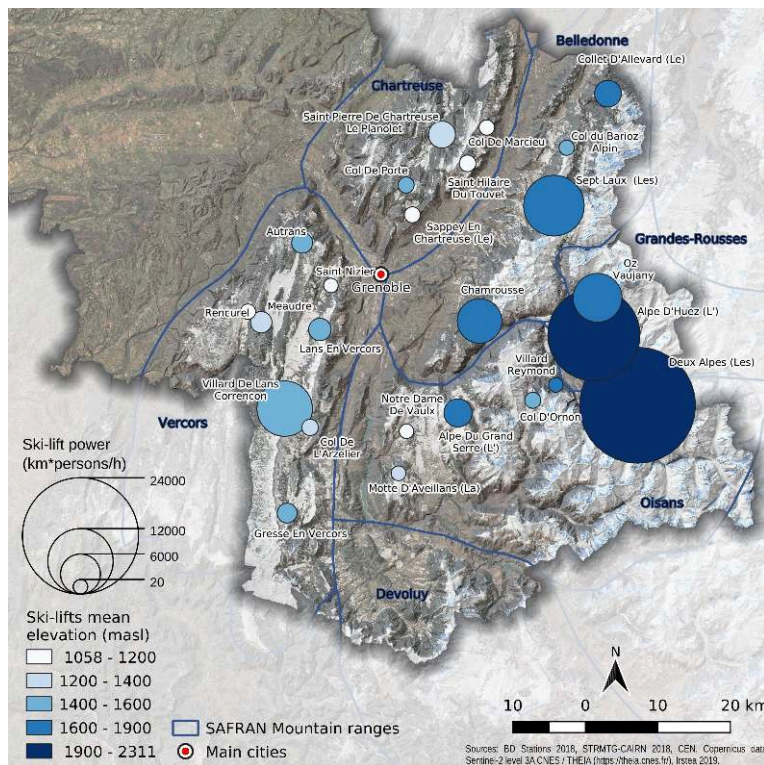 Belledonne
Collet D'Allevard (Le)
Chartreuse
Saint Pierre De Chartreuse
Le Planolet
Col De Marcieu
Col du Barioz
Alpin
Col De Porte
Saint Hilaire
Du Touvet
Sept Laux (Les)
Sappey En
Chartreuse (Le)
Autrans
Grandes-Rousses
Saint Nizier
Grenoble
Oz
Vaujany
Chamrousse
Rencurel
Meaudre
Alpe D'Huez (L')
Lans En Vercors
Villard
Reymond
Deux Alpes (Les)
Villard De Lans
Correncon
Notre Dame
De Vaulx
Vercors
Col D'Ornon
Col De
L'Arzelier
Alpe Du Grand
Serre (L')
Motte D'Aveillans (La)
Oisans
Gresse En Vercors
Devoluy
Ski-lift power
(km*persons/h)
24000
12000
6000
20
Ski-lifts mean
elevation (masl)
1058 - 1200
1200 - 1400
1400 - 1600
1600 - 1900
1900 - 2311
SAFRAN Mountain ranges
Main cities
N
10 0 10 20 km
Sources: BD Stations 2018, STRMTG-CAIRN 2018, CEN. Copernicus data
Sentinel-2 level 3A CNES / THEIA (https://theia.cnes.fr/), Irstea 2019.